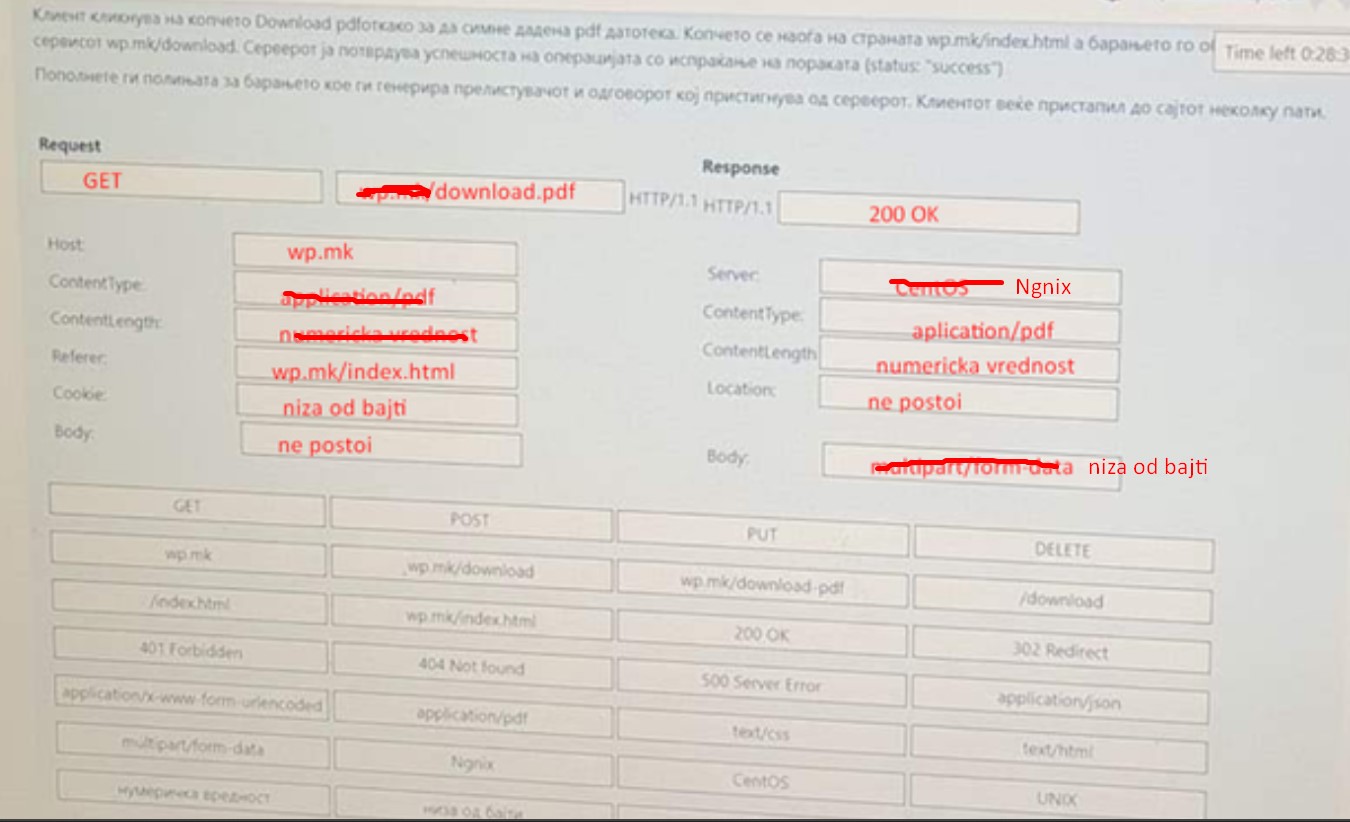 Клиент кликнува на копчето Download pdfоткако за да симне дадена pdf датотека. Копчето се наоѓа на страната wp.mk/index.html а барањето го
сервисот wp.mk/download. Серверот ја потврдува успешноста на операцијата со испраќање на пораката {status: "success"}
Time left 0:28:3
Пополнете ги полињата за барањето кое ги генерира прелистувачот и одговорот кој пристигнува од серверот. Клиентот веќе пристапил до сајтот неколку пати.
Request
GET
wp.mk/download.pdf HTTP/1.1
Host: wp.mk
ContentType: application/pdf
ContentLength: numericka vrednost
Referer: wp.mk/index.html
Cookie: niza od bajti
Body: ne postoi
Response
HTTP/1.1 200 OK
Server: CentOS Ngnix
ContentType: aplication/pdf
ContentLength numericka vrednost
Location: ne postoi
Body: multipart/form-data niza od bajti
GET POST PUT DELETE
wp.mk wp.mk/download wp.mk/download-pdf /download
/index.html wp.mk/index.html 200 OK 302 Redirect
401 Forbidden 404 Not found 500 Server Error application/json
application/x-www-form-urlencoded application/pdf text/css text/html
multipart/form-data Ngnix CentOS UNIX
нумеричка вредност низа од бајти